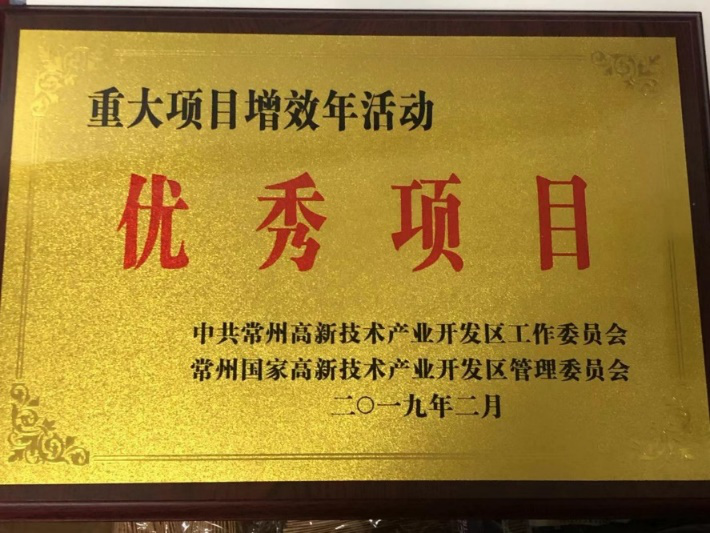 重大项目增效年活动
优秀项目
中共常州高新技术产业开发区工作委员会
常州国家高新技术产业开发区管理委员会
二〇一九年二月